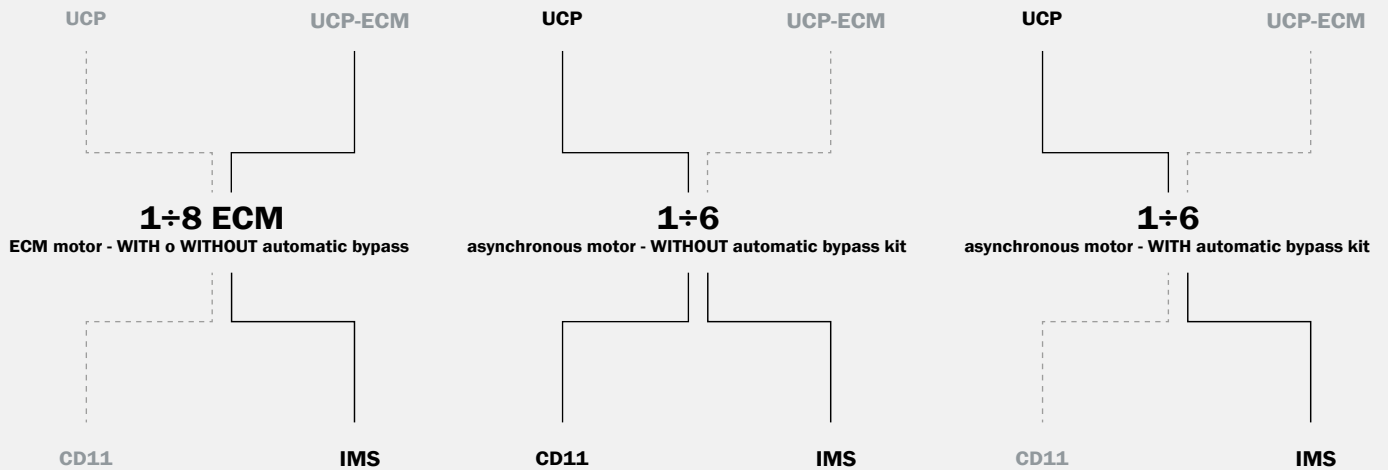 UCP
UCP-ECM
UCP
UCP-ECM
UCP
UCP-ECM
1÷8 ECM
ECM motor - WITH o WITHOUT automatic bypass
1÷6
asynchronous motor - WITHOUT automatic bypass kit
1÷6
asynchronous motor - WITH automatic bypass kit
CD11
IMS
CD11
IMS
CD11
IMS